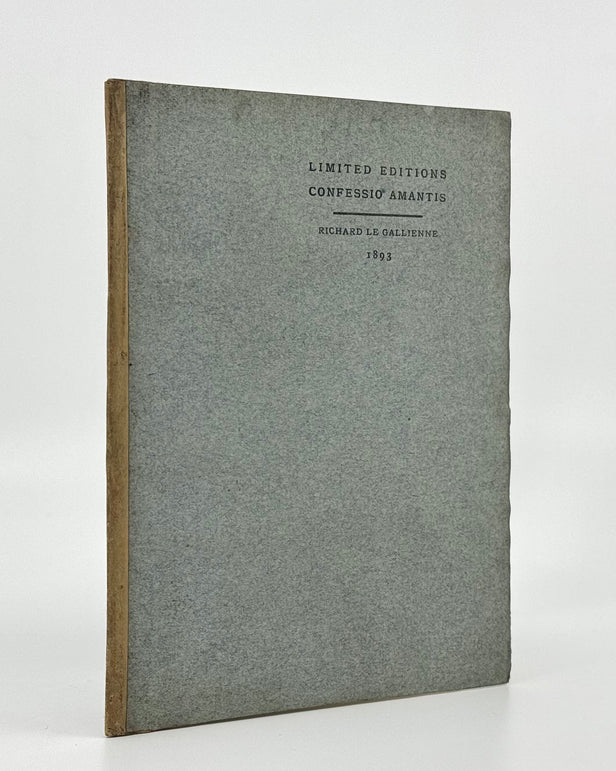 LIMITED EDITIONS
CONFESSIO AMANTIS
RICHARD LE GALLIENNE
1893